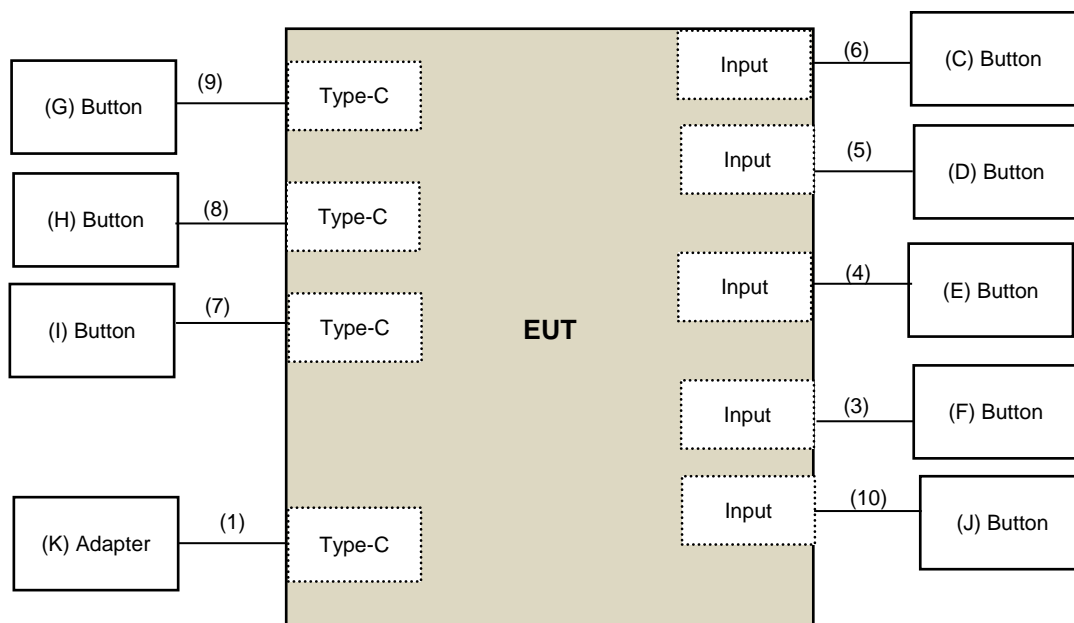 (G) Button
(9)
Type-C
(H) Button
(8)
Type-C
(I) Button
(7)
Type-C
(K) Adapter
(1)
Type-C
EUT
Input
(6)
(C) Button
Input
(5)
(D) Button
Input
(4)
(E) Button
Input
(3)
(F) Button
Input
(10)
(J) Button